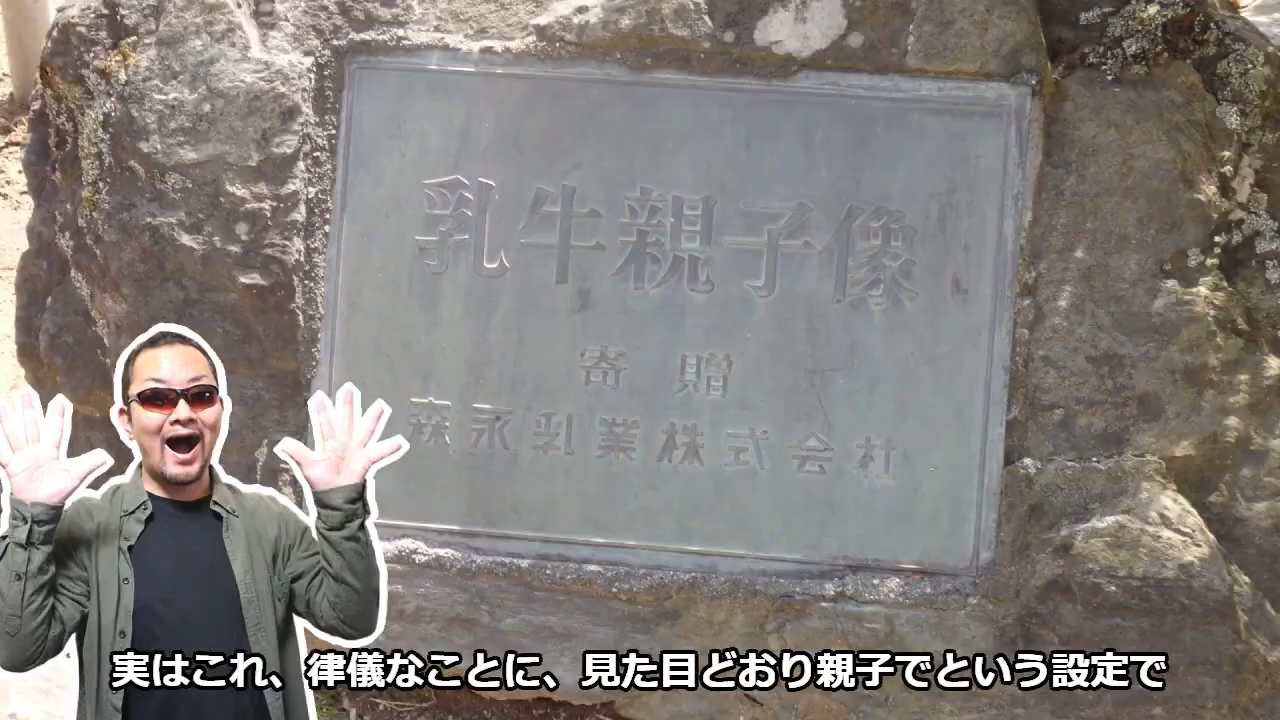 乳牛親子像
寄贈
森永乳業株式会社
実はこれ、律儀なことに、見た目どおり親子でという設定で